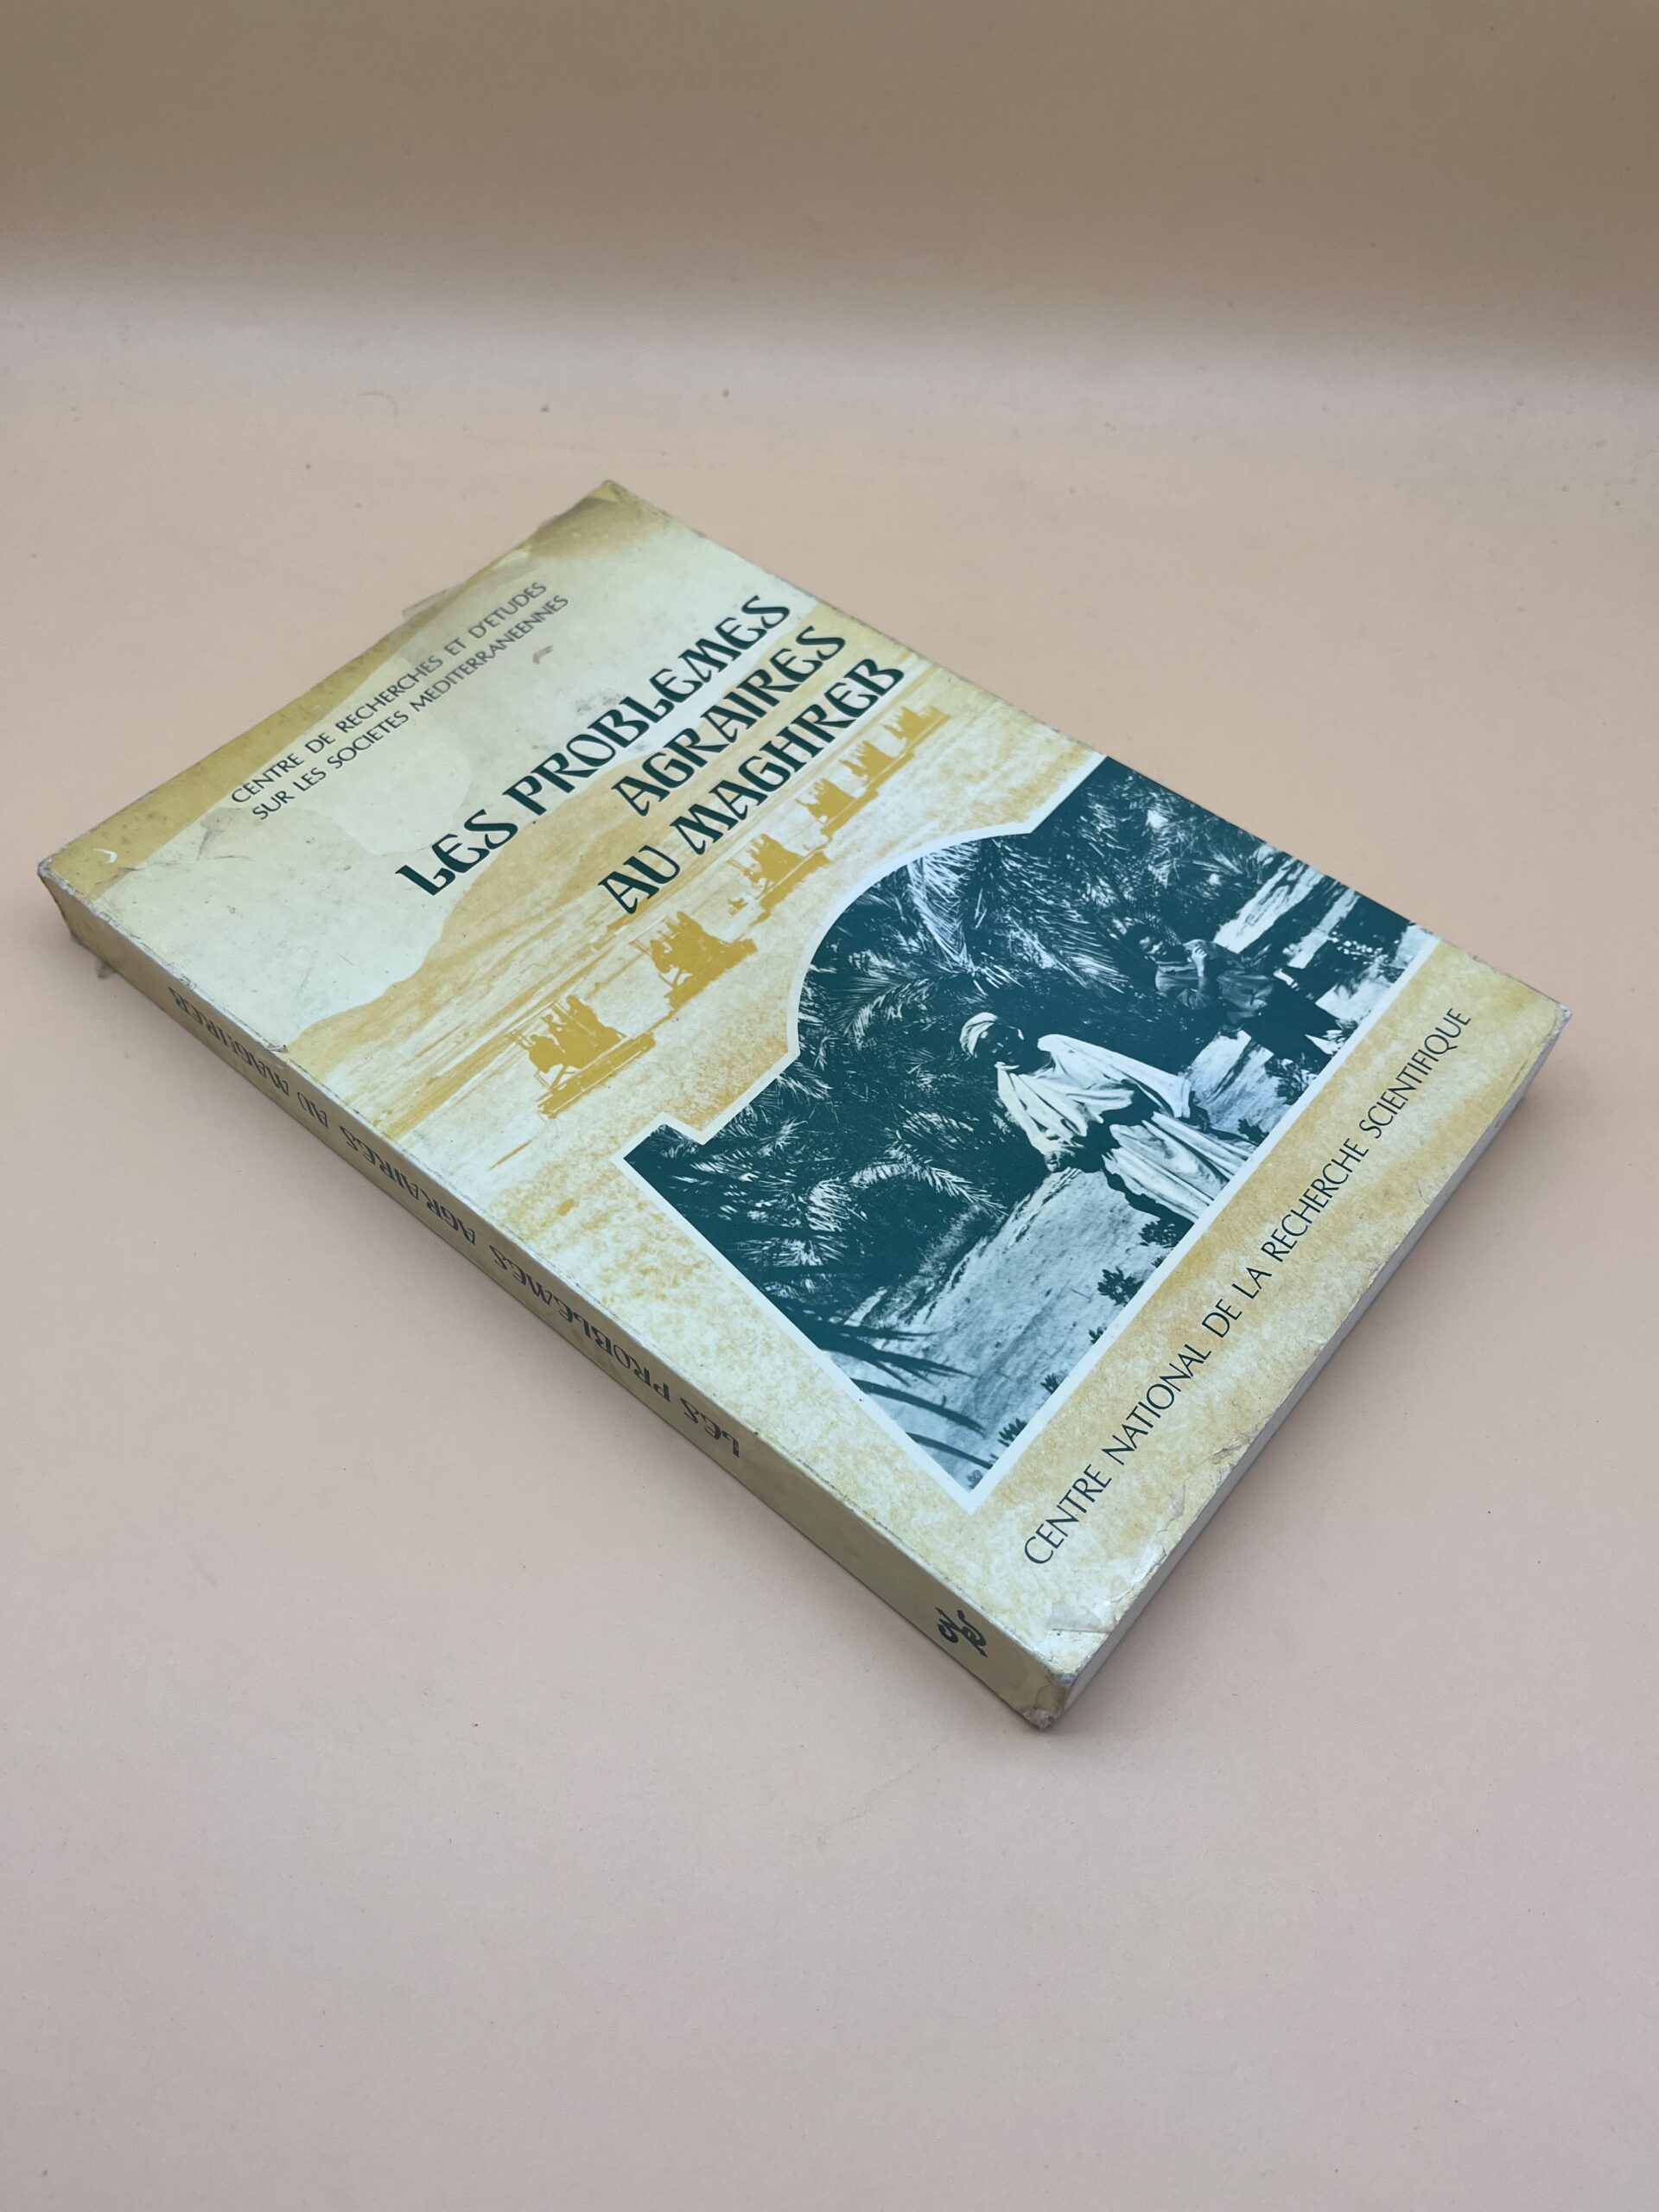 CENTRE DE RECHERCHES ET D'ETUDES
SUR LES SOCIETES MEDITERRANEENNES
LES PROBLEMES
AGRAIRES
AU MAGHREB
CENTRE NATIONAL DE LA RECHERCHE SCIENTIFIQUE
LES PROBLEMES AGRAIRES AU MAGHREB